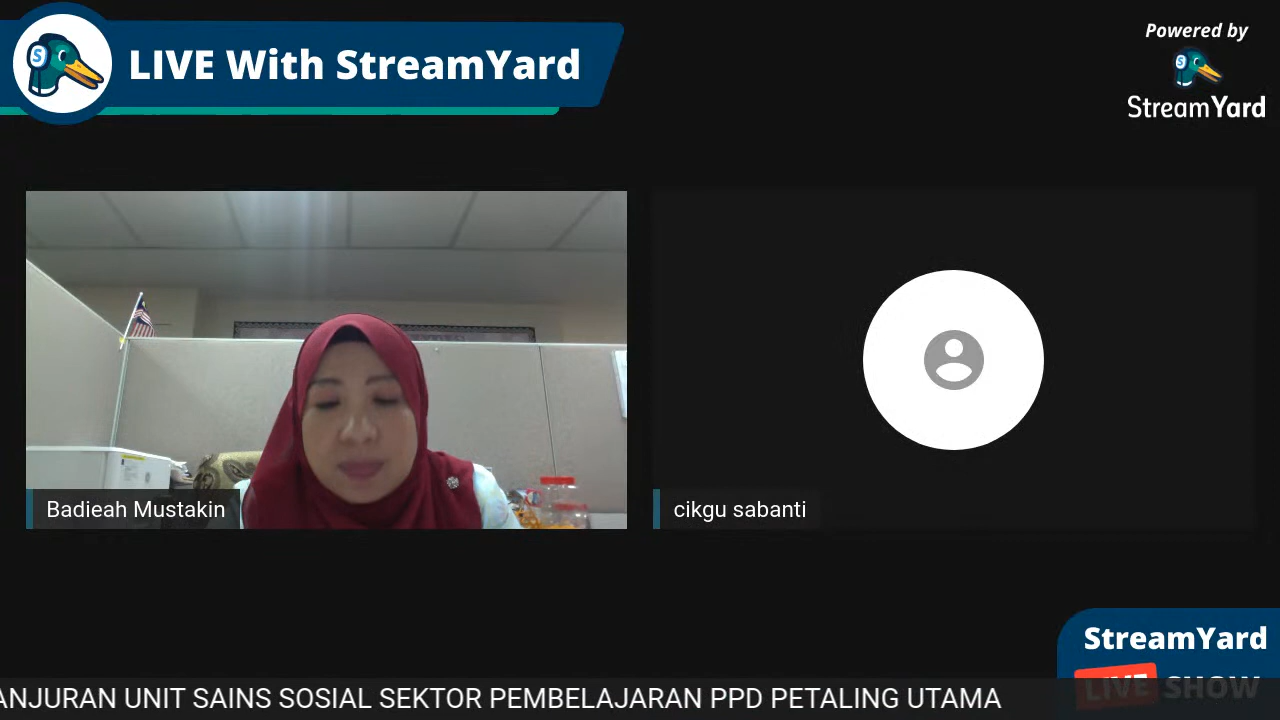 LIVE With StreamYard
Powered by
StreamYard
Badieah Mustakin
cikgu sabanti
StreamYard
LIVE SHOW
ANJURAN UNIT SAINS SOSIAL SEKTOR PEMBELAJARAN PPD PETALING UTAMA